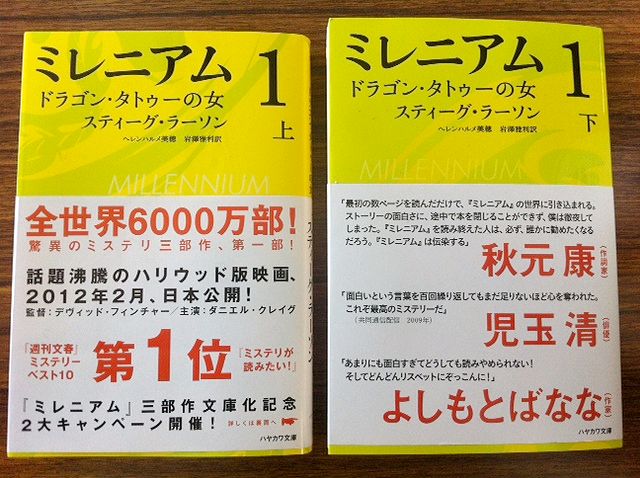 ミレニアム 1
ドラゴン・タトゥーの女
スティーグ・ラーソン
上
ヘレンハルメ美穂 岩澤雅利訳
MILLENNIUM
全世界6000万部!
驚異のミステリ三部作、第一部!
話題沸騰のハリウッド版映画、
2012年2月、日本公開!
監督:デヴィッド・フィンチャー/主演:ダニエル・クレイグ
『週刊文春』
ミステリー
ベスト10
第1位
『ミステリが
読みたい!』
『ミレニアム』三部作文庫化記念
2大キャンペーン開催!
詳しくは裏面へ
ハヤカワ文庫
ミレニアム 1
ドラゴン・タトゥーの女
スティーグ・ラーソン
下
ヘレンハルメ美穂 岩澤雅利訳
MILLENNIUM
「最初の数ページを読んだだけで、『ミレニアム』の世界に引き込まれる。
ストーリーの面白さに、途中で本を閉じることができず、僕は徹夜して
しまった。『ミレニアム』を読み終えた人は、必ず、誰かに勧めたくなる
だろう。『ミレニアム』は伝染する」
秋元 康
(作詞家)
「面白いという言葉を百回繰り返してもまだ足りないほど心を奪われた。
これぞ最高のミステリーだ」
(共同通信配信 2009年)
児玉 清
(俳優)
「あまりにも面白すぎてどうしても読みやめられない!
そしてどんどんリスベットにぞっこんに!」
よしもとばなな
(作家)
ハヤカワ文庫